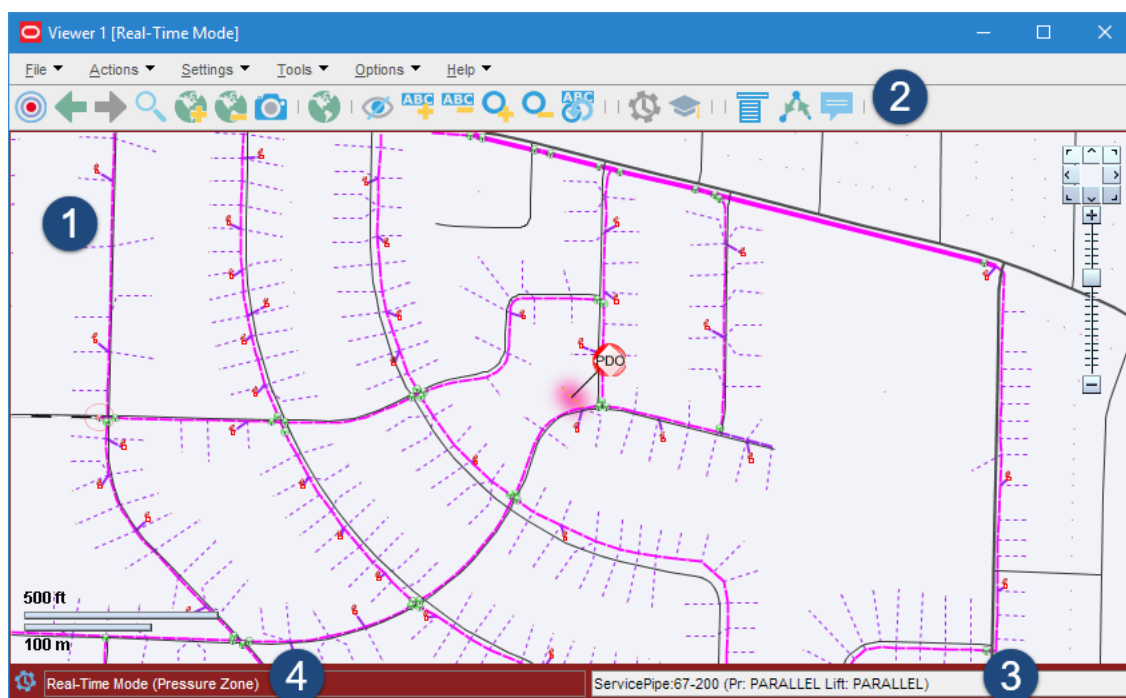 Viewer 1 [Real-Time Mode]
File Actions Settings Tools Options Help
ABC ABC ABC
2
1
PDO
500 ft
100 m
Real-Time Mode (Pressure Zone)
4
ServicePipe:67-200 (Pr: PARALLEL Lift: PARALLEL)
3